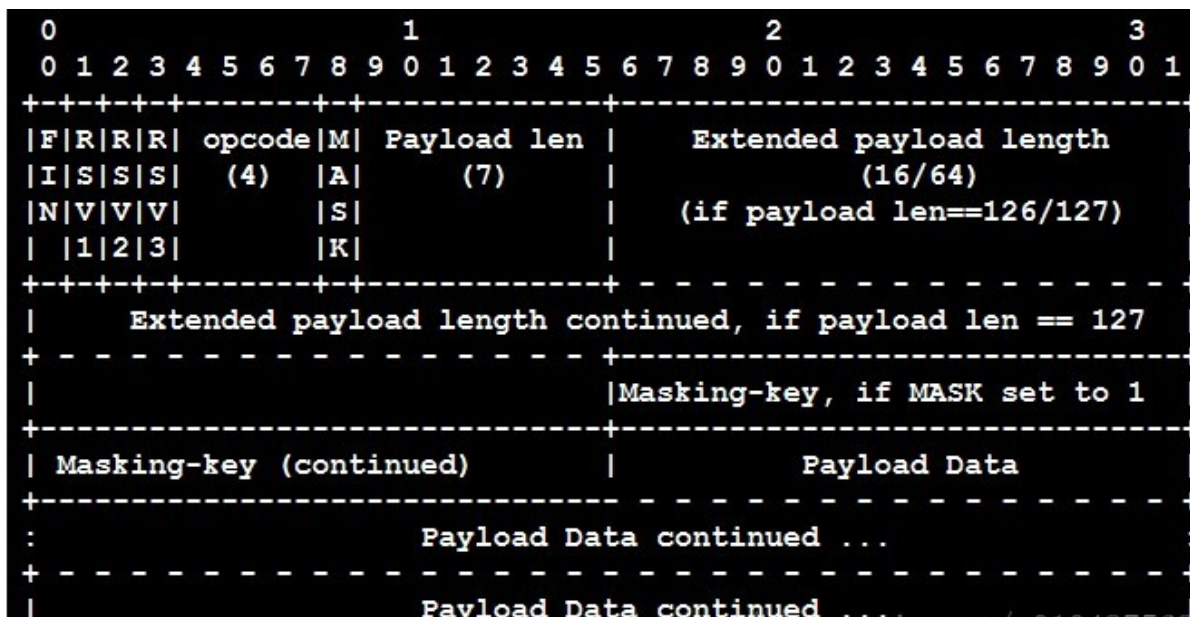 0                   1                   2                   3
0 1 2 3 4 5 6 7 8 9 0 1 2 3 4 5 6 7 8 9 0 1 2 3 4 5 6 7 8 9 0 1
+-+-+-+-+-------+-+-------------+-------------------------------
|F|R|R|R| opcode|M| Payload len |    Extended payload length
|I|S|S|S|  (4)  |A|     (7)     |             (16/64)
|N|V|V|V|       |S|             |   (if payload len==126/127)
| |1|2|3|       |K|             |
+-+-+-+-+-------+-+-------------+ - - - - - - - - - - - - - - -
|     Extended payload length continued, if payload len == 127
+ - - - - - - - - - - - - - - - +-------------------------------
|                               |Masking-key, if MASK set to 1
+-------------------------------+-------------------------------
| Masking-key (continued)       |          Payload Data
+-------------------------------- - - - - - - - - - - - - - - -
:                     Payload Data continued ...
+ - - - - - - - - - - - - - - - - - - - - - - - - - - - - - - -
|                     Payload Data continued ...